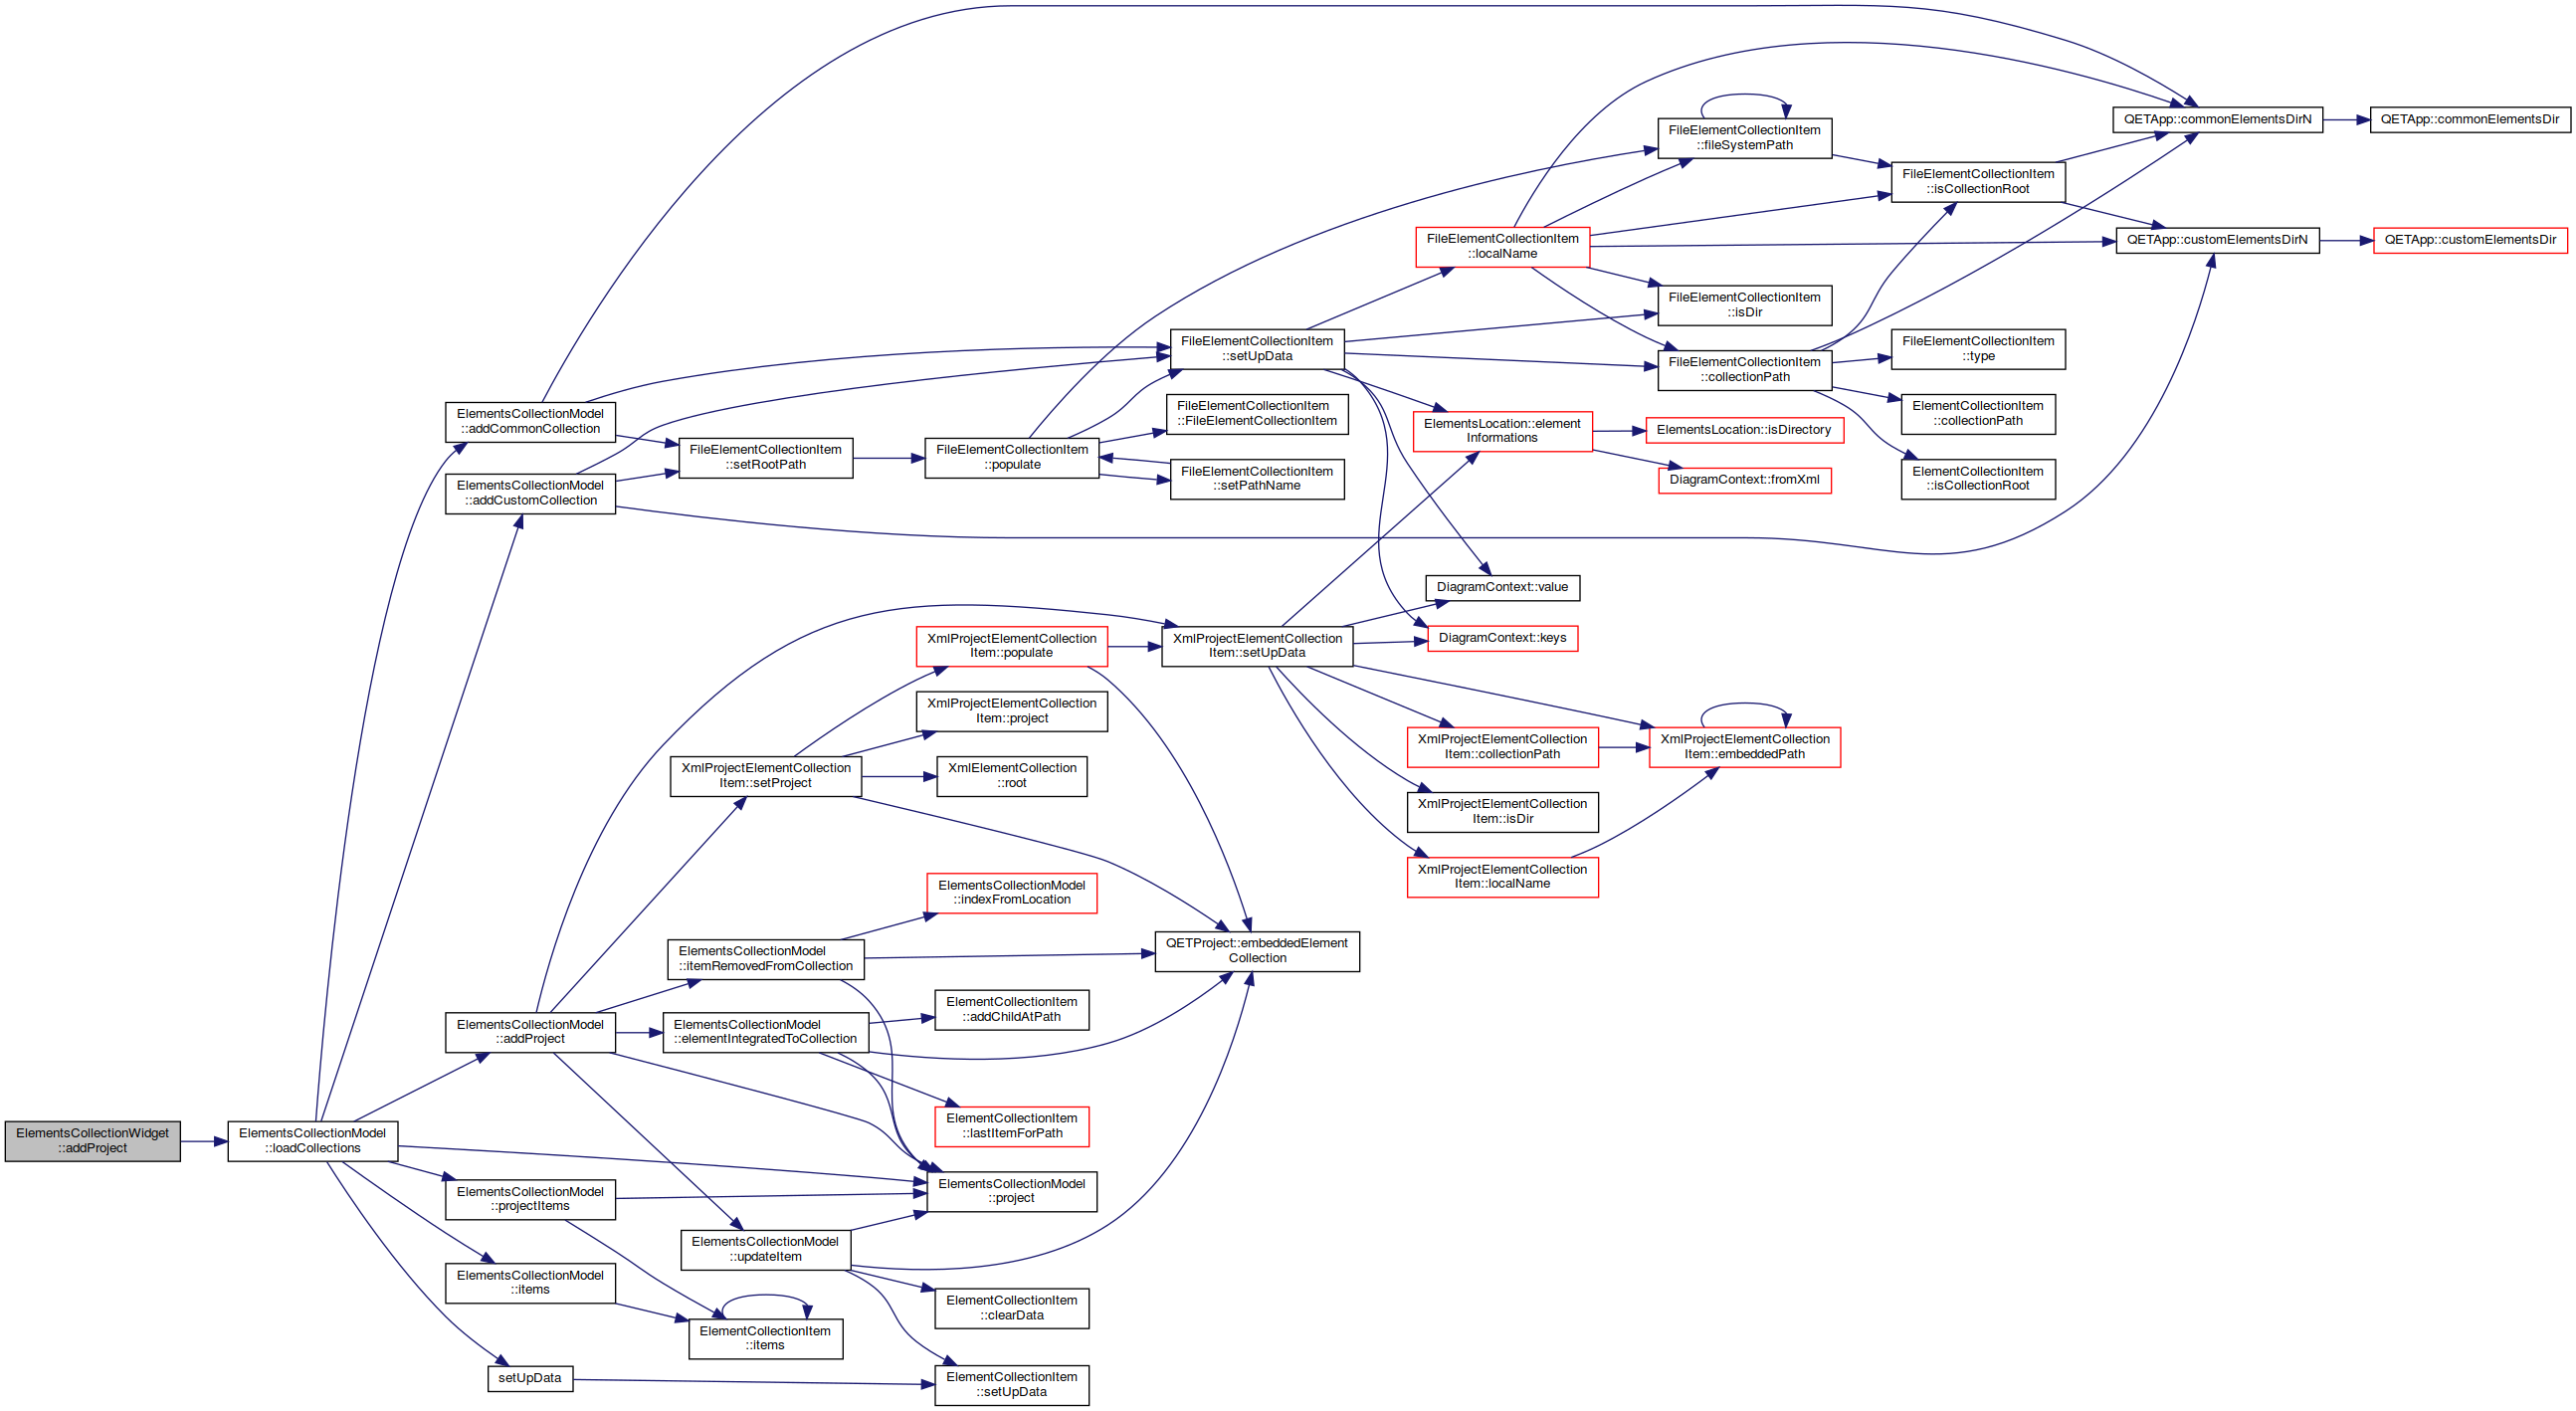 ElementsCollectionWidget
::addProject
ElementsCollectionModel
::loadCollections
ElementsCollectionModel
::addCommonCollection
ElementsCollectionModel
::addCustomCollection
ElementsCollectionModel
::addProject
ElementsCollectionModel
::projectItems
ElementsCollectionModel
::items
setUpData
FileElementCollectionItem
::setRootPath
XmlProjectElementCollection
Item::setProject
ElementsCollectionModel
::itemRemovedFromCollection
ElementsCollectionModel
::elementIntegratedToCollection
ElementsCollectionModel
::updateItem
ElementCollectionItem
::items
FileElementCollectionItem
::populate
XmlProjectElementCollection
Item::populate
XmlProjectElementCollection
Item::project
XmlElementCollection
::root
ElementsCollectionModel
::indexFromLocation
ElementCollectionItem
::addChildAtPath
ElementCollectionItem
::lastItemForPath
ElementsCollectionModel
::project
ElementCollectionItem
::clearData
ElementCollectionItem
::setUpData
FileElementCollectionItem
::setUpData
FileElementCollectionItem
::FileElementCollectionItem
FileElementCollectionItem
::setPathName
XmlProjectElementCollection
Item::setUpData
QETProject::embeddedElement
Collection
FileElementCollectionItem
::localName
ElementsLocation::element
Informations
DiagramContext::value
DiagramContext::keys
XmlProjectElementCollection
Item::collectionPath
XmlProjectElementCollection
Item::isDir
XmlProjectElementCollection
Item::localName
FileElementCollectionItem
::fileSystemPath
FileElementCollectionItem
::isDir
FileElementCollectionItem
::collectionPath
ElementsLocation::isDirectory
DiagramContext::fromXml
XmlProjectElementCollection
Item::embeddedPath
FileElementCollectionItem
::isCollectionRoot
FileElementCollectionItem
::type
ElementCollectionItem
::collectionPath
ElementCollectionItem
::isCollectionRoot
QETApp::commonElementsDirN
QETApp::customElementsDirN
QETApp::commonElementsDir
QETApp::customElementsDir